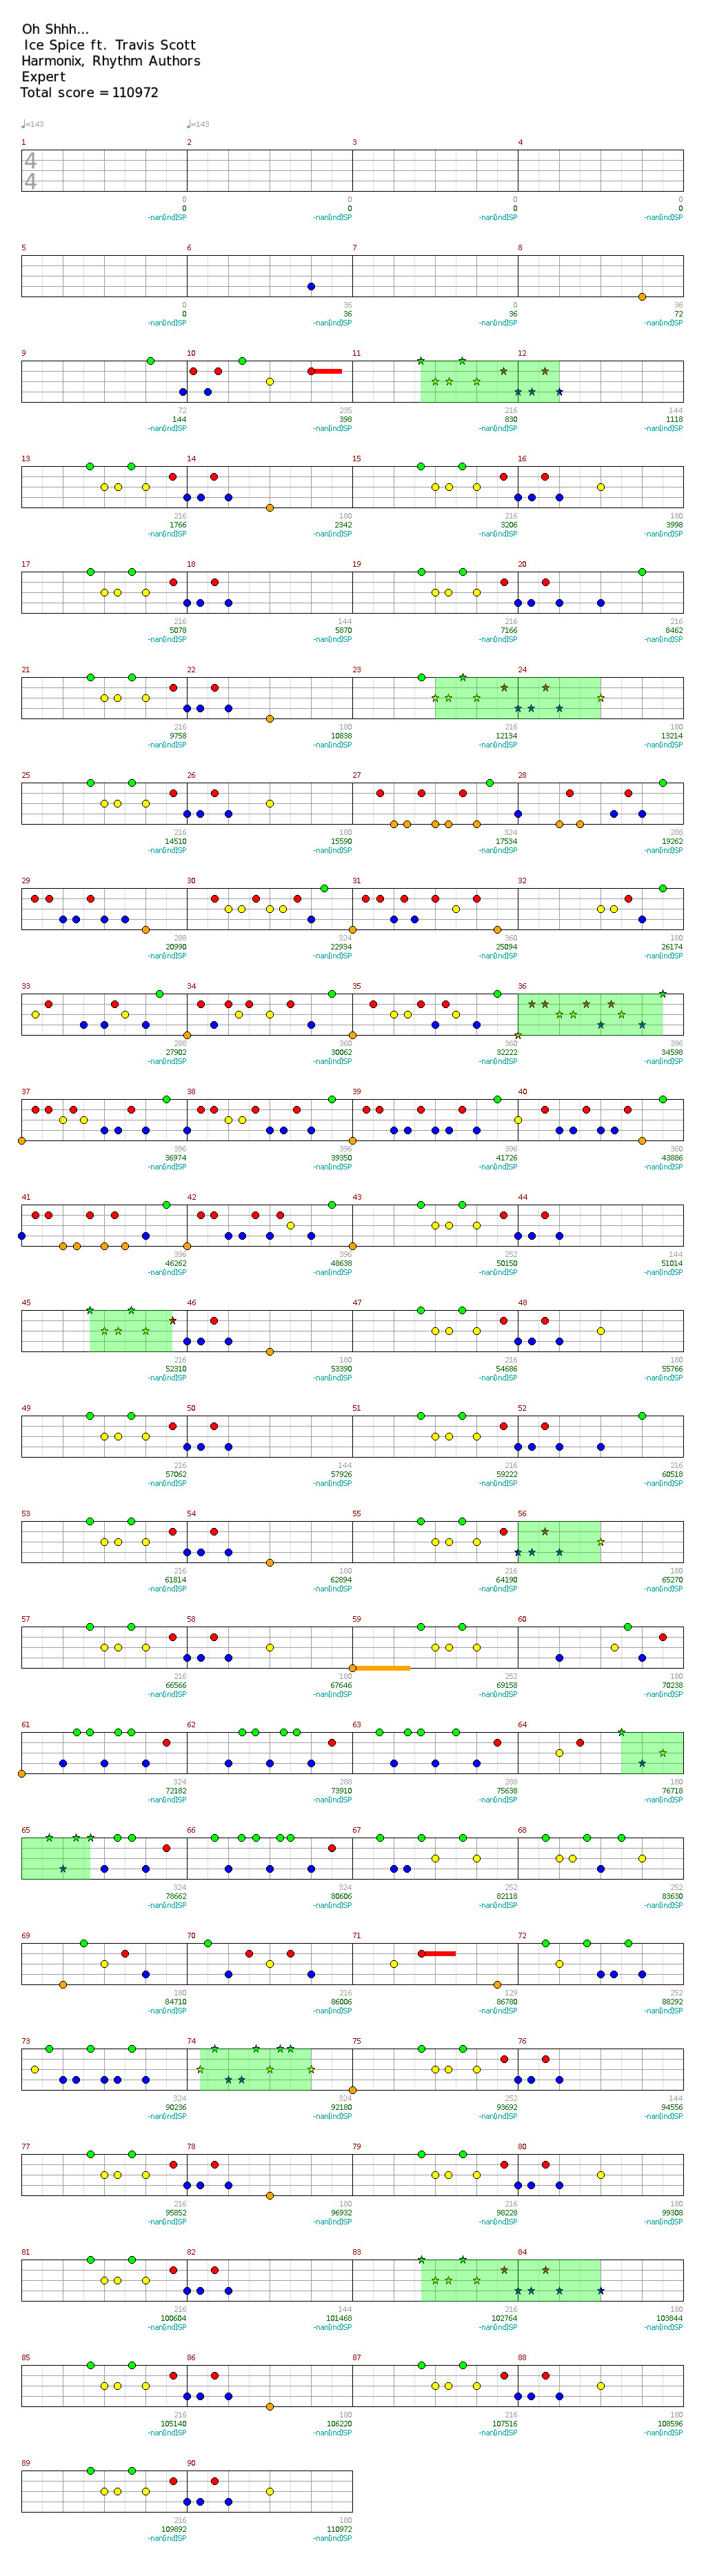 Oh Shhh...
Ice Spice ft. Travis Scott
Harmonix, Rhythm Authors
Expert
Total score = 110972
♩=143 ♩=143
1 2 3 4
4
4
0 0 0 0
0 0 0 0
-nan(ind)SP -nan(ind)SP -nan(ind)SP -nan(ind)SP
5 6 7 8
0 36 0 36
0 36 36 72
-nan(ind)SP -nan(ind)SP -nan(ind)SP -nan(ind)SP
9 10 11 12
72 235 216 144
144 398 830 1118
-nan(ind)SP -nan(ind)SP -nan(ind)SP -nan(ind)SP
13 14 15 16
216 180 216 180
1766 2342 3206 3998
-nan(ind)SP -nan(ind)SP -nan(ind)SP -nan(ind)SP
17 18 19 20
216 144 216 216
5078 5870 7166 8462
-nan(ind)SP -nan(ind)SP -nan(ind)SP -nan(ind)SP
21 22 23 24
216 180 216 180
9758 10838 12134 13214
-nan(ind)SP -nan(ind)SP -nan(ind)SP -nan(ind)SP
25 26 27 28
216 180 324 288
14510 15590 17534 19262
-nan(ind)SP -nan(ind)SP -nan(ind)SP -nan(ind)SP
29 30 31 32
288 324 360 180
20990 22934 25094 26174
-nan(ind)SP -nan(ind)SP -nan(ind)SP -nan(ind)SP
33 34 35 36
288 360 360 396
27902 30062 32222 34598
-nan(ind)SP -nan(ind)SP -nan(ind)SP -nan(ind)SP
37 38 39 40
396 396 396 360
36974 39350 41726 43886
-nan(ind)SP -nan(ind)SP -nan(ind)SP -nan(ind)SP
41 42 43 44
396 396 252 144
46262 48638 50150 51014
-nan(ind)SP -nan(ind)SP -nan(ind)SP -nan(ind)SP
45 46 47 48
216 180 216 180
52310 53390 54686 55766
-nan(ind)SP -nan(ind)SP -nan(ind)SP -nan(ind)SP
49 50 51 52
216 144 216 216
57062 57926 59222 60518
-nan(ind)SP -nan(ind)SP -nan(ind)SP -nan(ind)SP
53 54 55 56
216 180 216 180
61814 62894 64190 65270
-nan(ind)SP -nan(ind)SP -nan(ind)SP -nan(ind)SP
57 58 59 60
216 180 252 180
66566 67646 69158 70238
-nan(ind)SP -nan(ind)SP -nan(ind)SP -nan(ind)SP
61 62 63 64
324 288 288 180
72182 73910 75638 76718
-nan(ind)SP -nan(ind)SP -nan(ind)SP -nan(ind)SP
65 66 67 68
324 324 252 252
78662 80606 82118 83630
-nan(ind)SP -nan(ind)SP -nan(ind)SP -nan(ind)SP
69 70 71 72
180 216 129 252
84710 86006 86780 88292
-nan(ind)SP -nan(ind)SP -nan(ind)SP -nan(ind)SP
73 74 75 76
324 324 252 144
90236 92180 93692 94556
-nan(ind)SP -nan(ind)SP -nan(ind)SP -nan(ind)SP
77 78 79 80
216 180 216 180
95852 96932 98228 99308
-nan(ind)SP -nan(ind)SP -nan(ind)SP -nan(ind)SP
81 82 83 84
216 144 216 180
100604 101468 102764 103844
-nan(ind)SP -nan(ind)SP -nan(ind)SP -nan(ind)SP
85 86 87 88
216 180 216 180
105140 106220 107516 108596
-nan(ind)SP -nan(ind)SP -nan(ind)SP -nan(ind)SP
89 90
216 180
109892 110972
-nan(ind)SP -nan(ind)SP